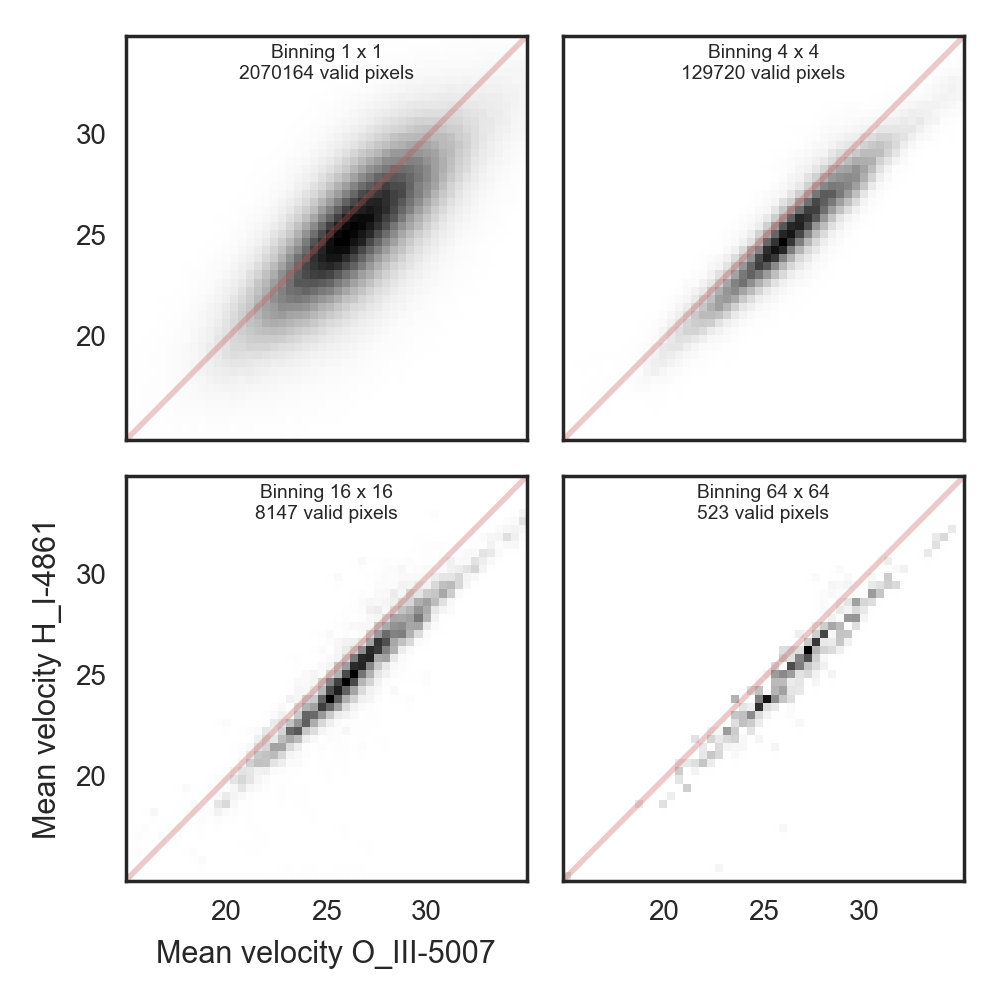 Binning 1 x 1
2070164 valid pixels
Binning 4 x 4
129720 valid pixels
30
25
20
Binning 16 x 16
8147 valid pixels
Binning 64 x 64
523 valid pixels
30
25
20
Mean velocity H_I-4861
20 25 30
20 25 30
Mean velocity O_III-5007